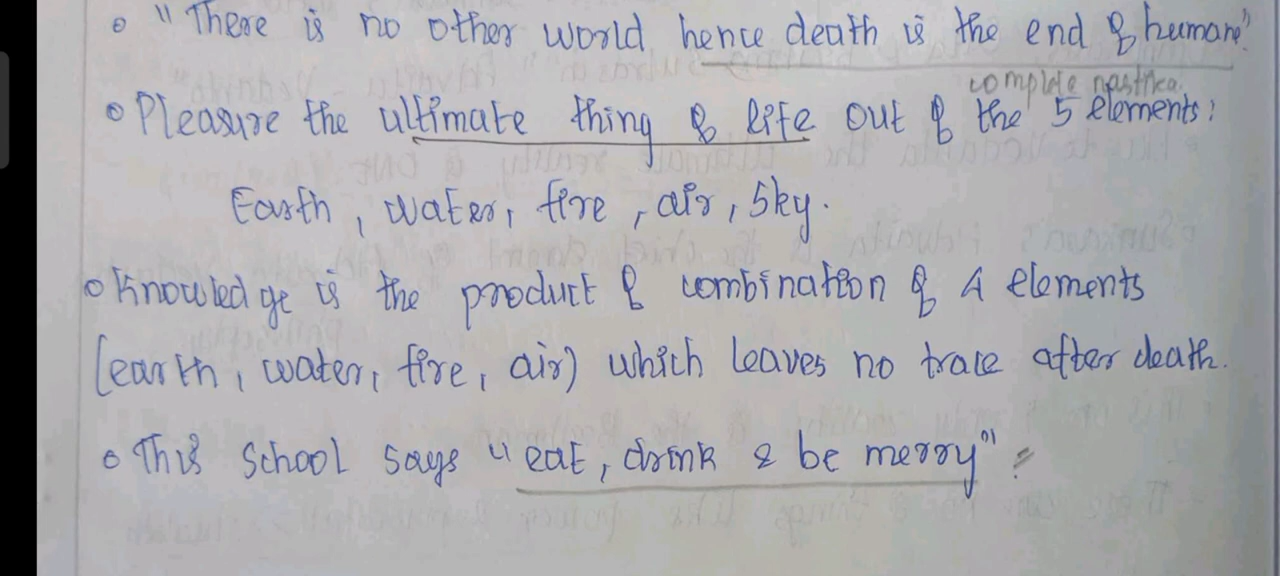 • "There is no other world hence death is the end of human"
complete nastika
• Pleasure the ultimate thing of life out of the 5 elements:
Earth, water, fire, air, sky.
• Knowledge is the product of combination of 4 elements
(earth, water, fire, air) which leaves no trace after death.
• This school says "eat, drink & be merry"